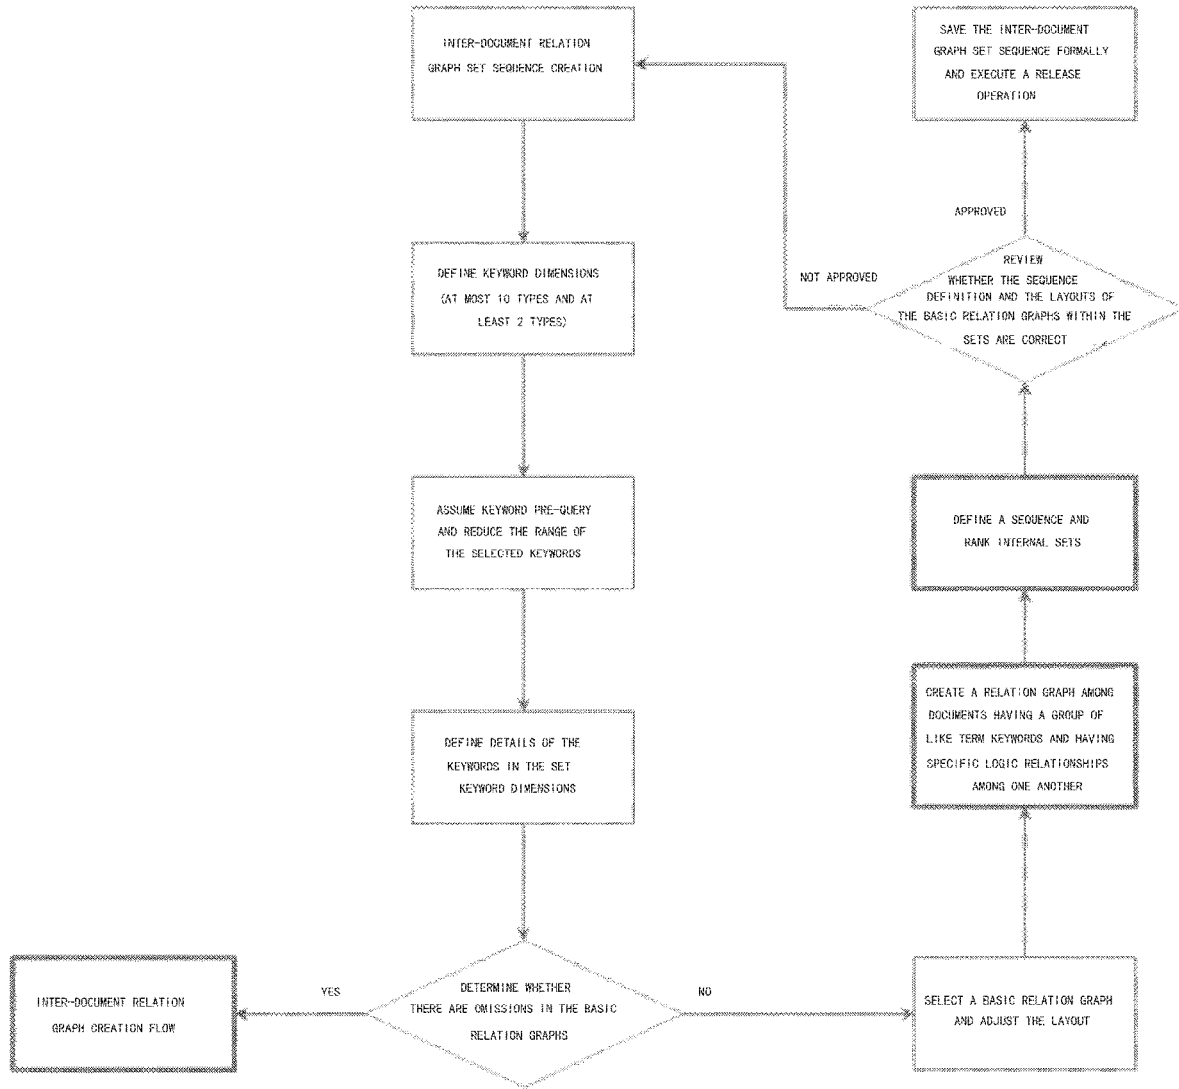 INTER-DOCUMENT RELATION
GRAPH SET SEQUENCE CREATION
SAVE THE INTER-DOCUMENT
GRAPH SET SEQUENCE FORMALLY
AND EXECUTE A RELEASE
OPERATION
APPROVED
NOT APPROVED
REVIEW
WHETHER THE SEQUENCE
DEFINITION AND THE LAYOUTS OF
THE BASIC RELATION GRAPHS WITHIN THE
SETS ARE CORRECT
DEFINE KEYWORD DIMENSIONS
(AT MOST 10 TYPES AND AT
LEAST 2 TYPES)
ASSUME KEYWORD PRE-QUERY
AND REDUCE THE RANGE OF
THE SELECTED KEYWORDS
DEFINE A SEQUENCE AND
RANK INTERNAL SETS
CREATE A RELATION GRAPH AMONG
DOCUMENTS HAVING A GROUP OF
LIKE TERM KEYWORDS AND HAVING
SPECIFIC LOGIC RELATIONSHIPS
AMONG ONE ANOTHER
DEFINE DETAILS OF THE
KEYWORDS IN THE SET
KEYWORD DIMENSIONS
DETERMINE WHETHER
THERE ARE OMISSIONS IN THE BASIC
RELATION GRAPHS
YES
NO
INTER-DOCUMENT RELATION
GRAPH CREATION FLOW
SELECT A BASIC RELATION GRAPH
AND ADJUST THE LAYOUT